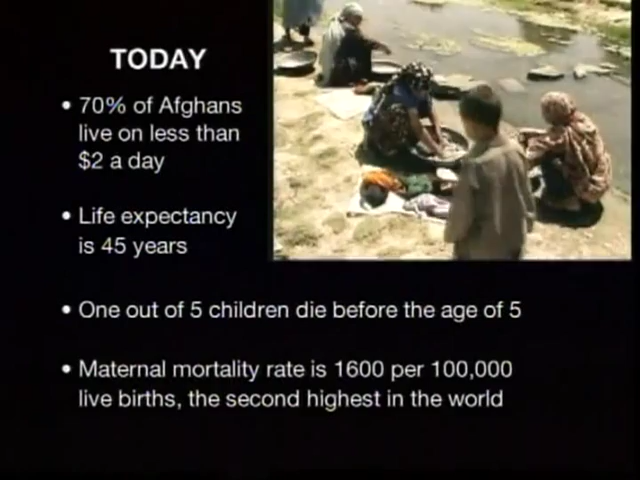 TODAY
• 70% of Afghans
live on less than
$2 a day
• Life expectancy
is 45 years
• One out of 5 children die before the age of 5
• Maternal mortality rate is 1600 per 100,000
live births, the second highest in the world